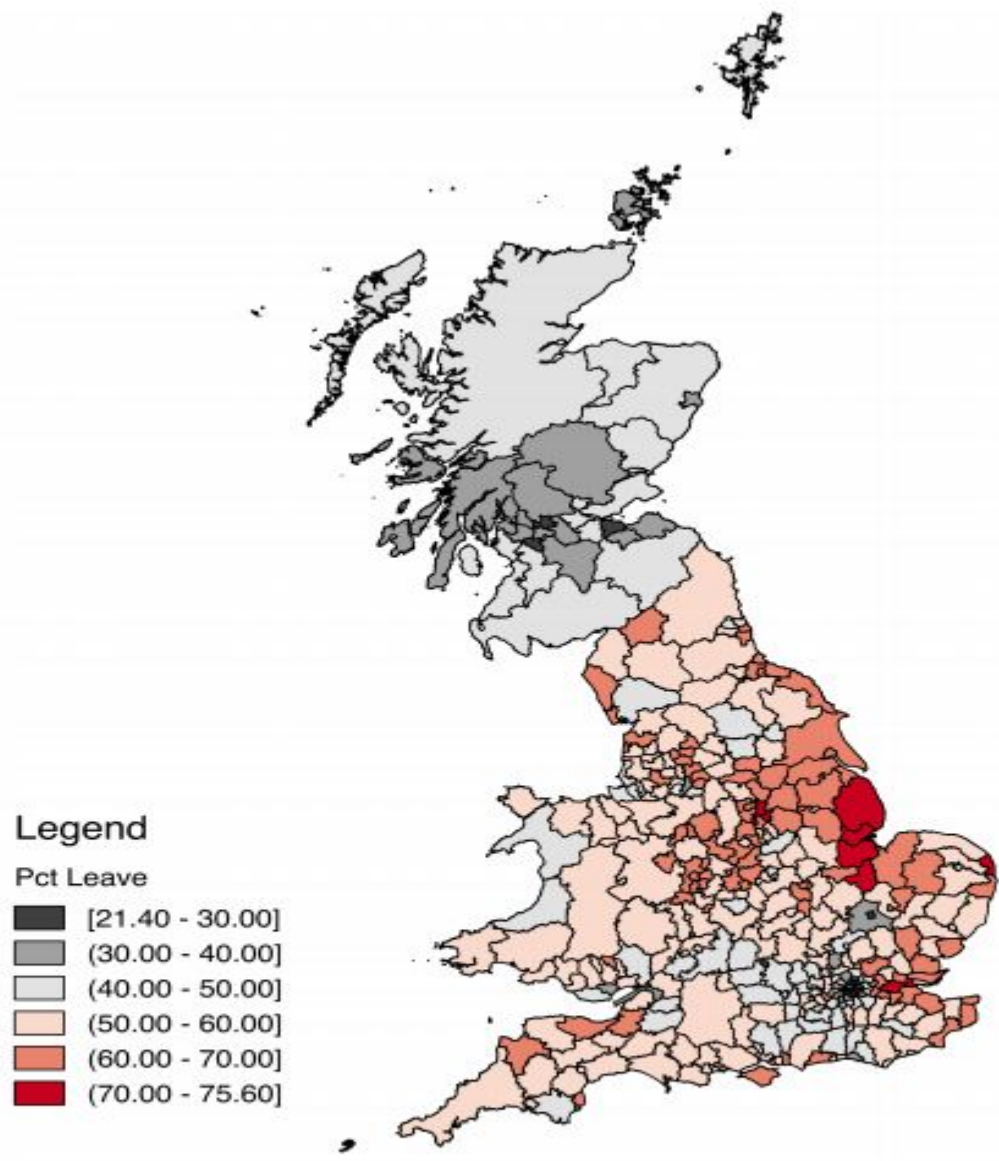 Legend
Pct Leave
[21.40 - 30.00]
(30.00 - 40.00]
(40.00 - 50.00]
(50.00 - 60.00]
(60.00 - 70.00]
(70.00 - 75.60]